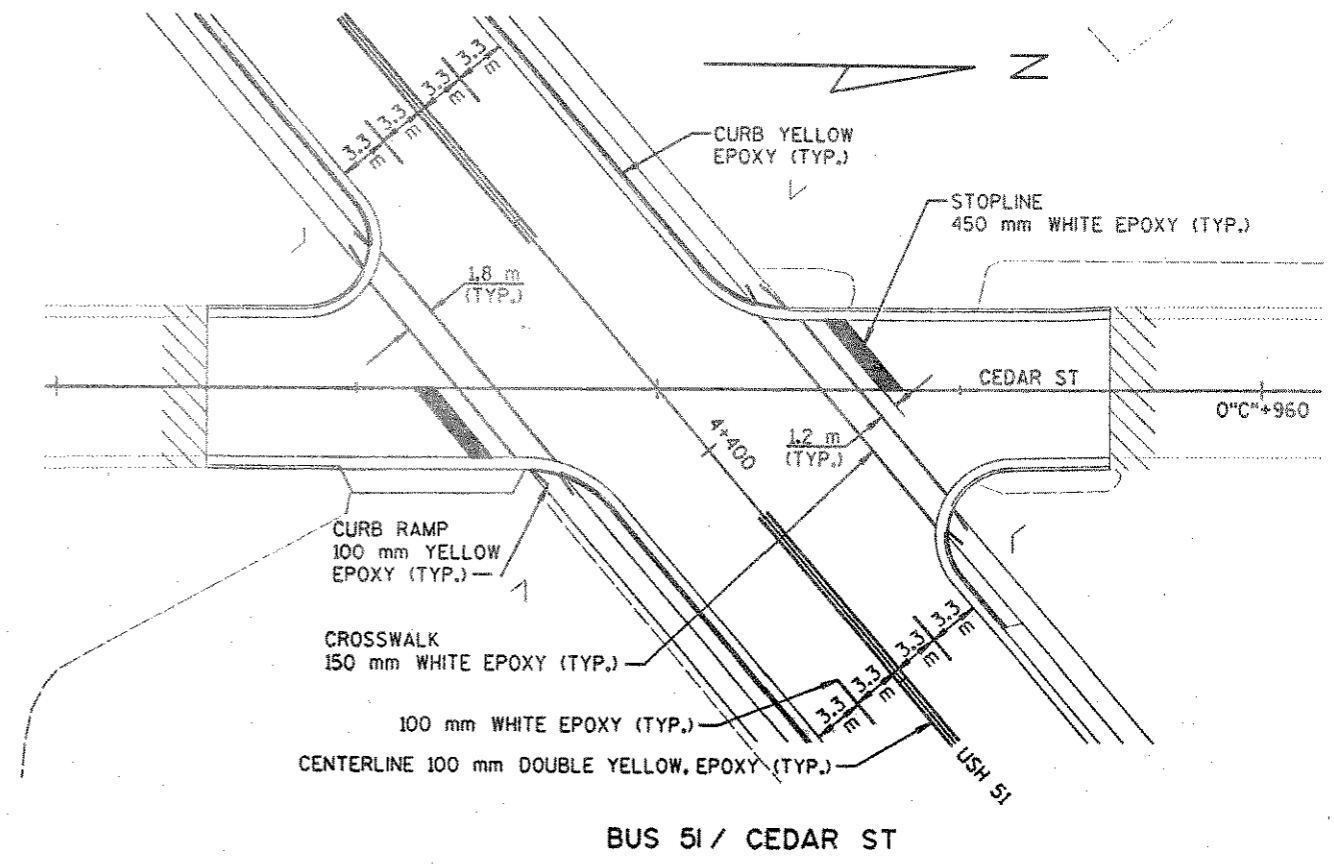 3.3 m
3.3 m
3.3 m
3.3 m
N
CURB YELLOW
EPOXY (TYP.)
STOPLINE
450 mm WHITE EPOXY (TYP.)
1.8 m
(TYP.)
CEDAR ST
0"C"+960
4+400
1.2 m
(TYP.)
CURB RAMP
100 mm YELLOW
EPOXY (TYP.)
CROSSWALK
150 mm WHITE EPOXY (TYP.)
3.3 m
3.3 m
3.3 m
3.3 m
100 mm WHITE EPOXY (TYP.)
CENTERLINE 100 mm DOUBLE YELLOW, EPOXY (TYP.)
USH 51
BUS 51/ CEDAR ST